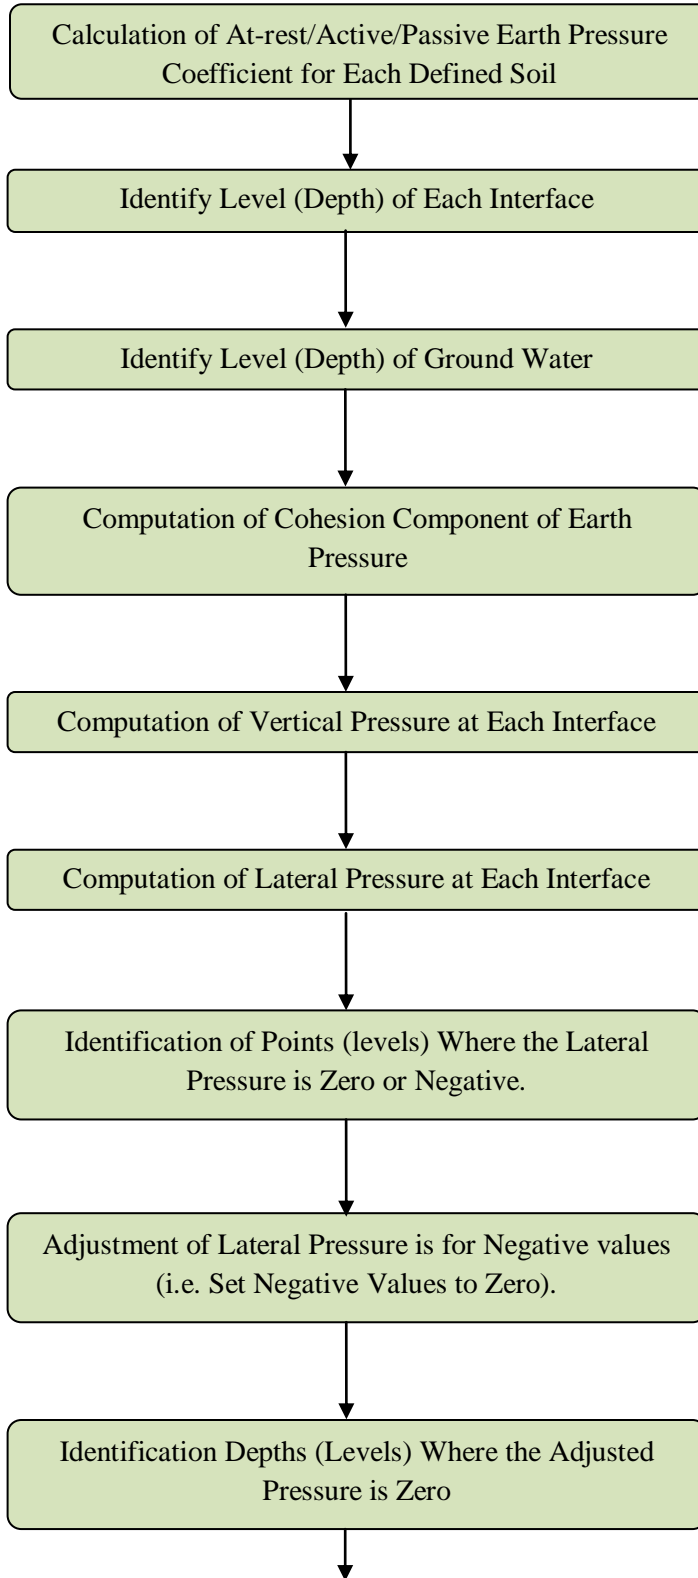 Calculation of At-rest/Active/Passive Earth Pressure
Coefficient for Each Defined Soil
Identify Level (Depth) of Each Interface
Identify Level (Depth) of Ground Water
Computation of Cohesion Component of Earth
Pressure
Computation of Vertical Pressure at Each Interface
Computation of Lateral Pressure at Each Interface
Identification of Points (levels) Where the Lateral
Pressure is Zero or Negative.
Adjustment of Lateral Pressure is for Negative values
(i.e. Set Negative Values to Zero).
Identification Depths (Levels) Where the Adjusted
Pressure is Zero